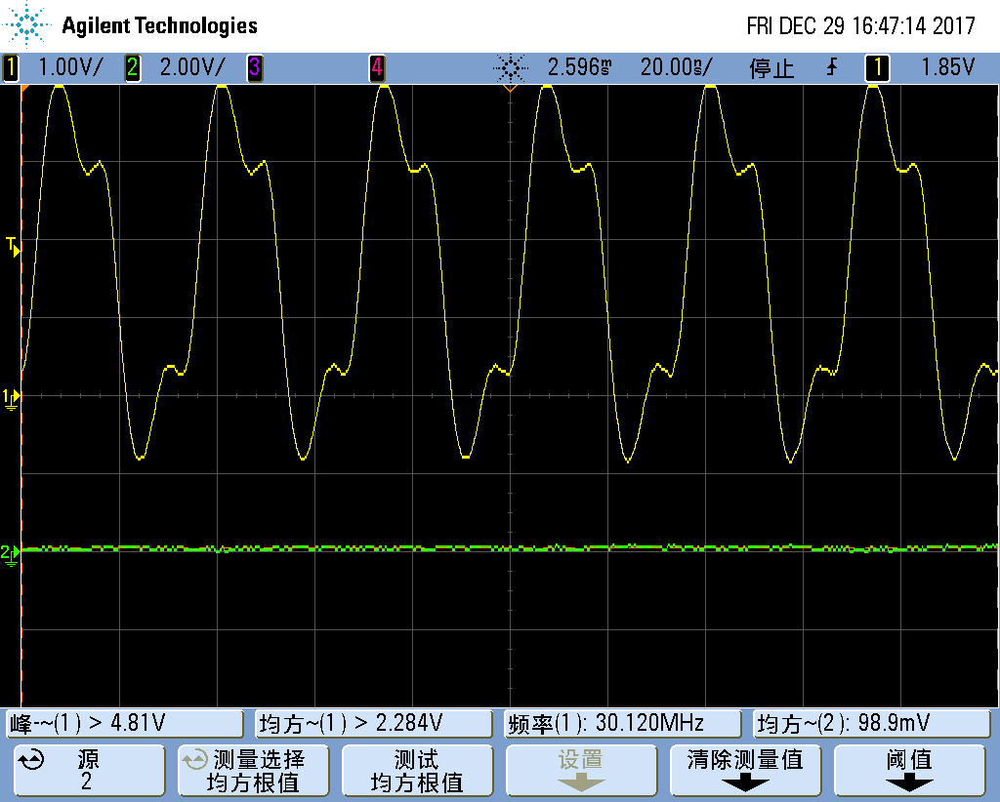 Agilent Technologies
FRI DEC 29 16:47:14 2017
1 1.00V/ 2 2.00V/ 3 4 2.596ms 20.00ns/ 停止 1 1.85V
T
1
2
峰-~(1) > 4.81V 均方~(1) > 2.284V 频率(1): 30.120MHz 均方~(2): 98.9mV
源 测量选择 测试 设置 清除测量值 阈值
2 均方根值 均方根值